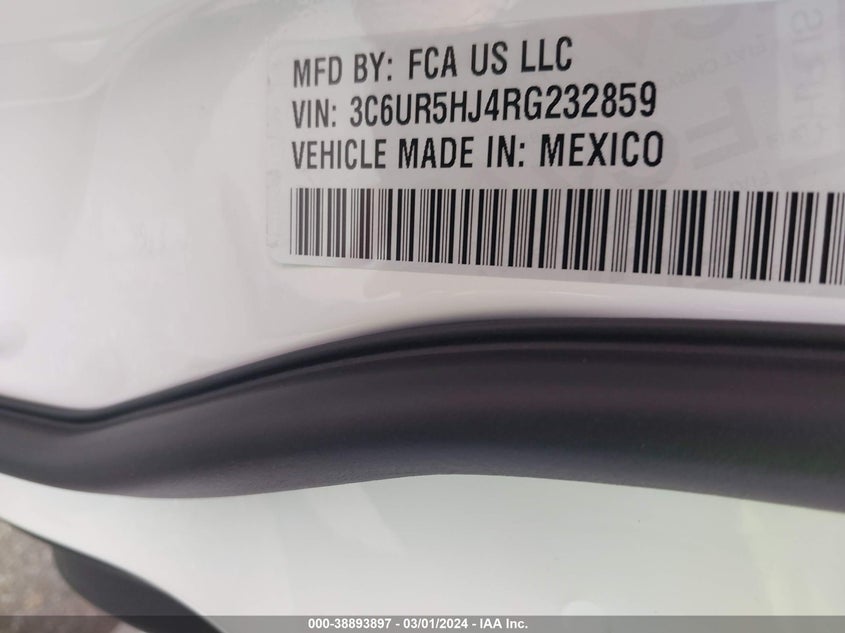 MFD BY: FCA US LLC
VIN: 3C6UR5HJ4RG232859
VEHICLE MADE IN: MEXICO
000-38893897 - 03/01/2024 - IAA Inc.